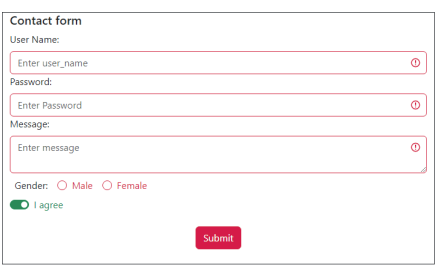 Contact form
User Name:
Enter user_name
Password:
Enter Password
Message:
Enter message
Gender: Male Female
I agree
Submit